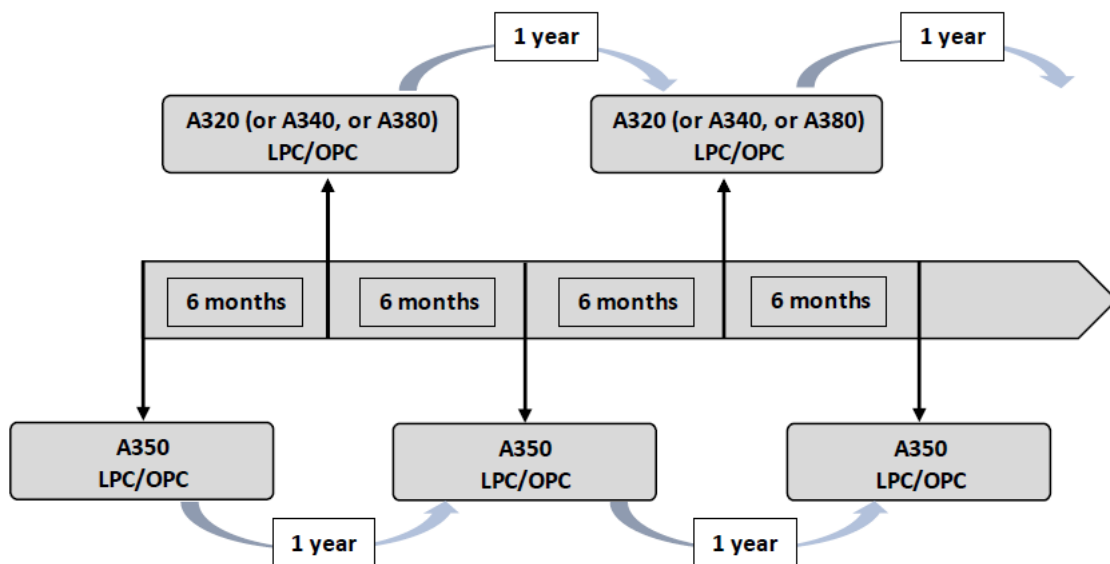 1 year
1 year
A320 (or A340, or A380)
LPC/OPC
A320 (or A340, or A380)
LPC/OPC
6 months
6 months
6 months
6 months
A350
LPC/OPC
A350
LPC/OPC
A350
LPC/OPC
1 year
1 year